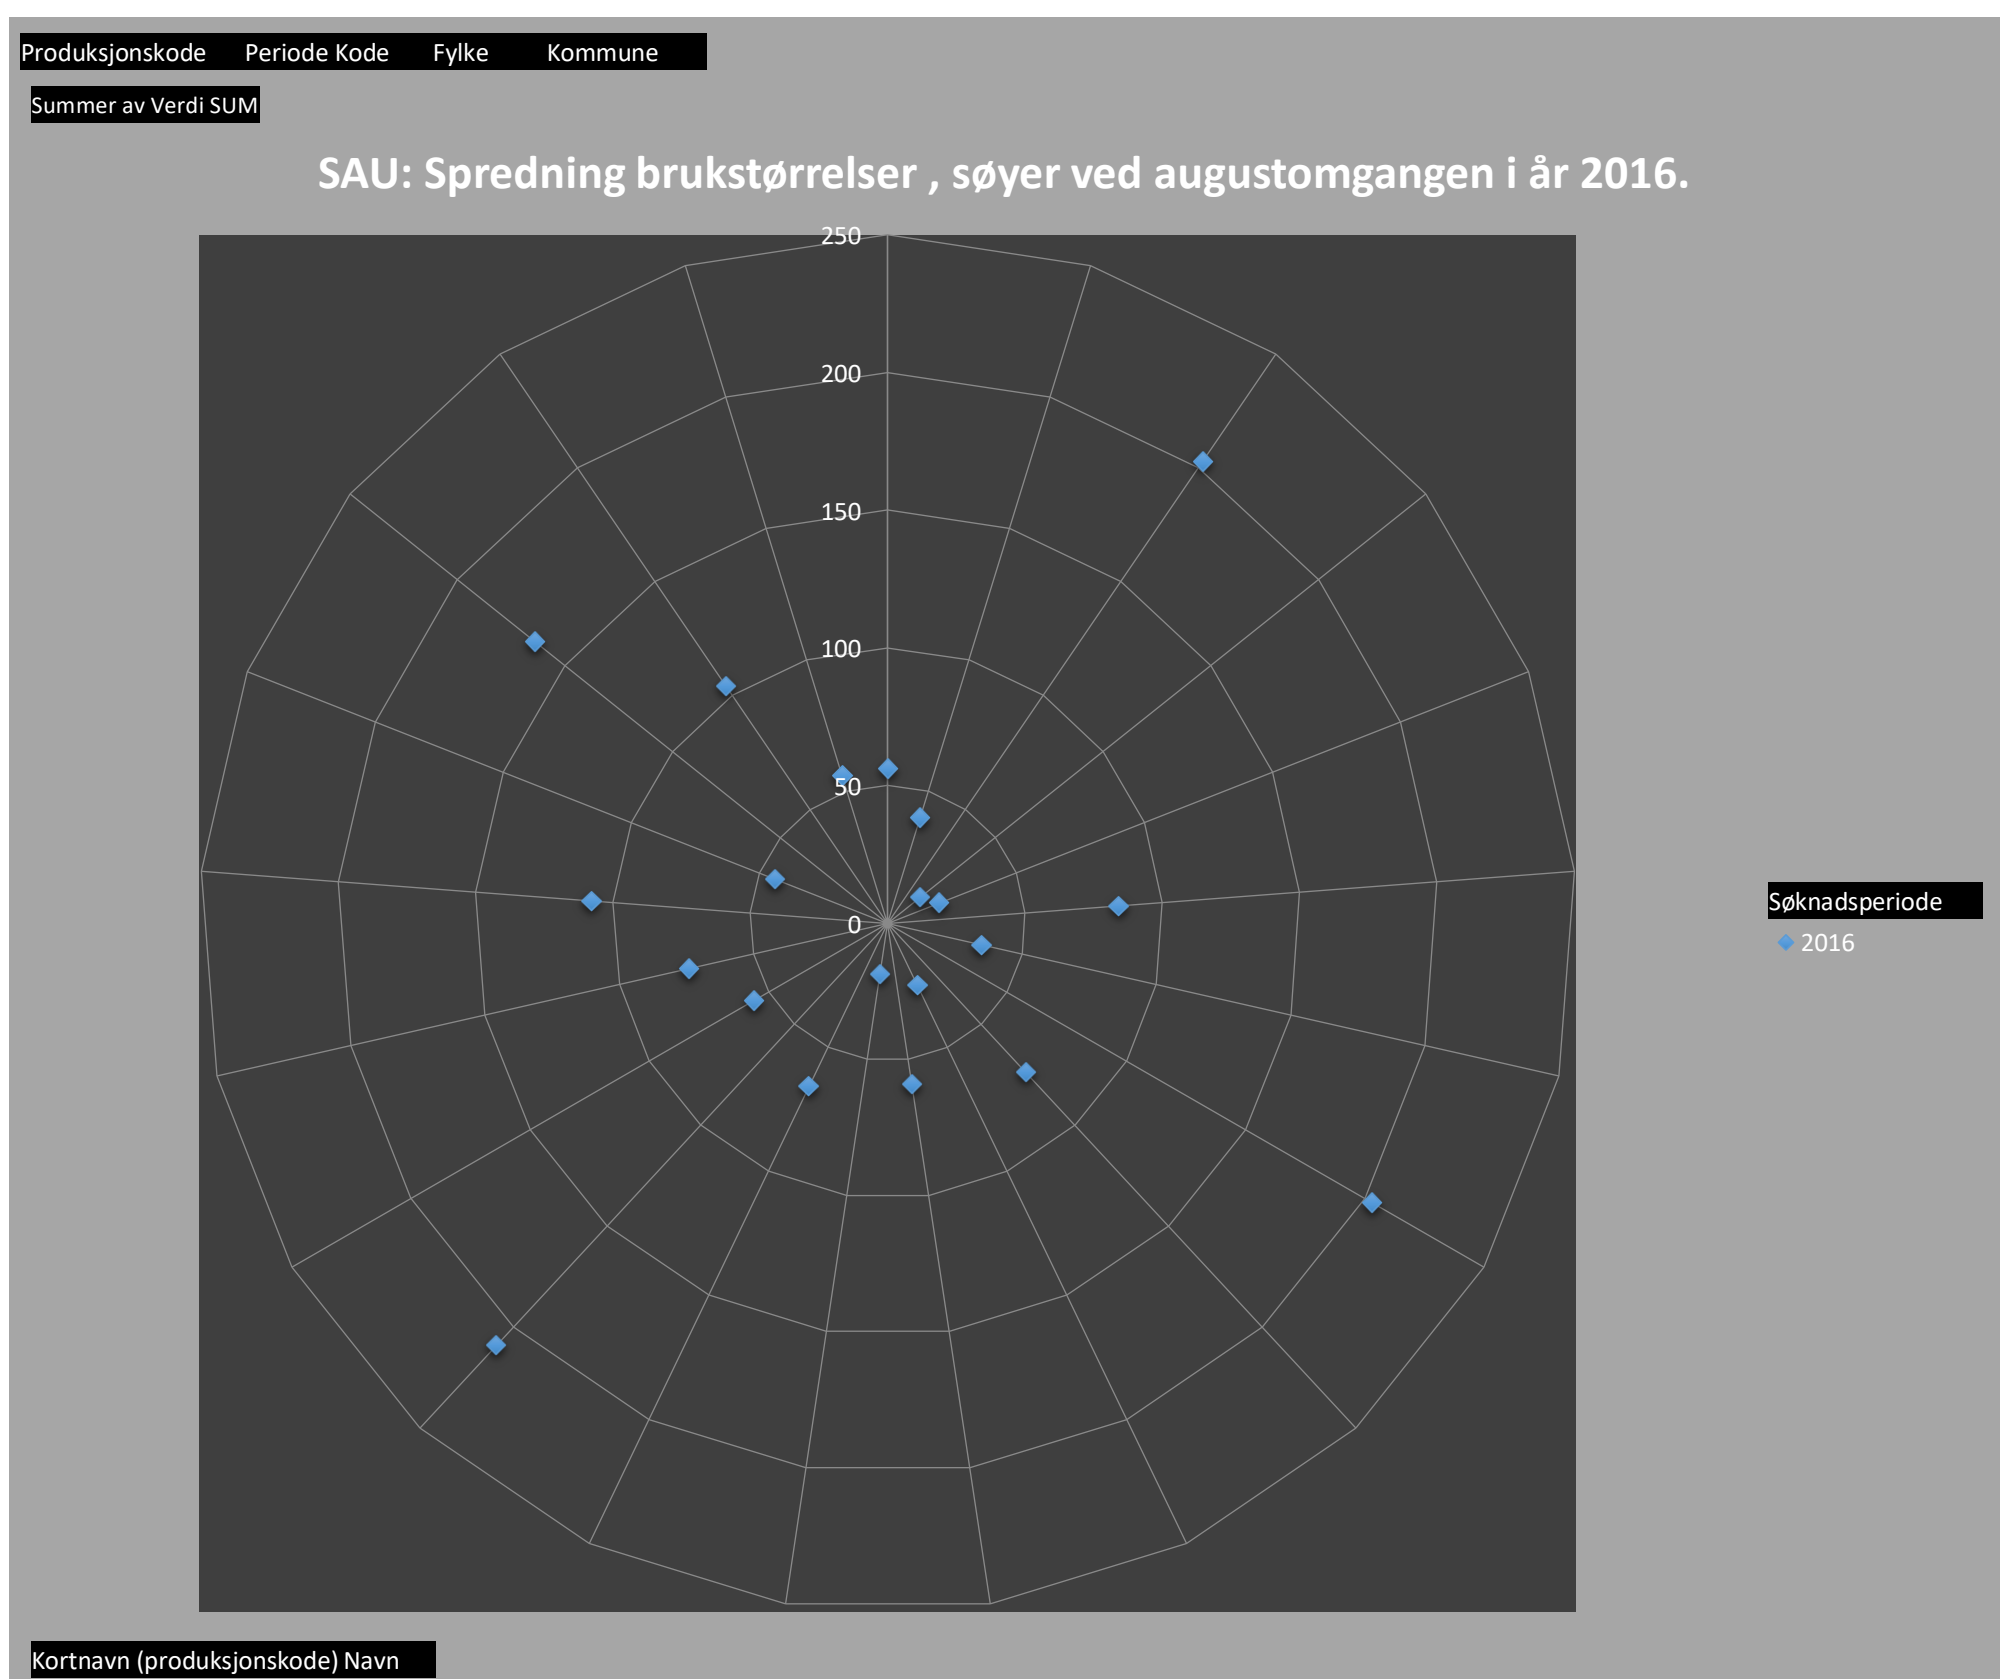 Produksjonskode Periode Kode Fylke Kommune
Summer av Verdi SUM
SAU: Spredning brukstørrelser , søyer ved augustomgangen i år 2016.
250
200
150
100
50
0
Søknadsperiode
2016
Kortnavn (produksjonskode) Navn